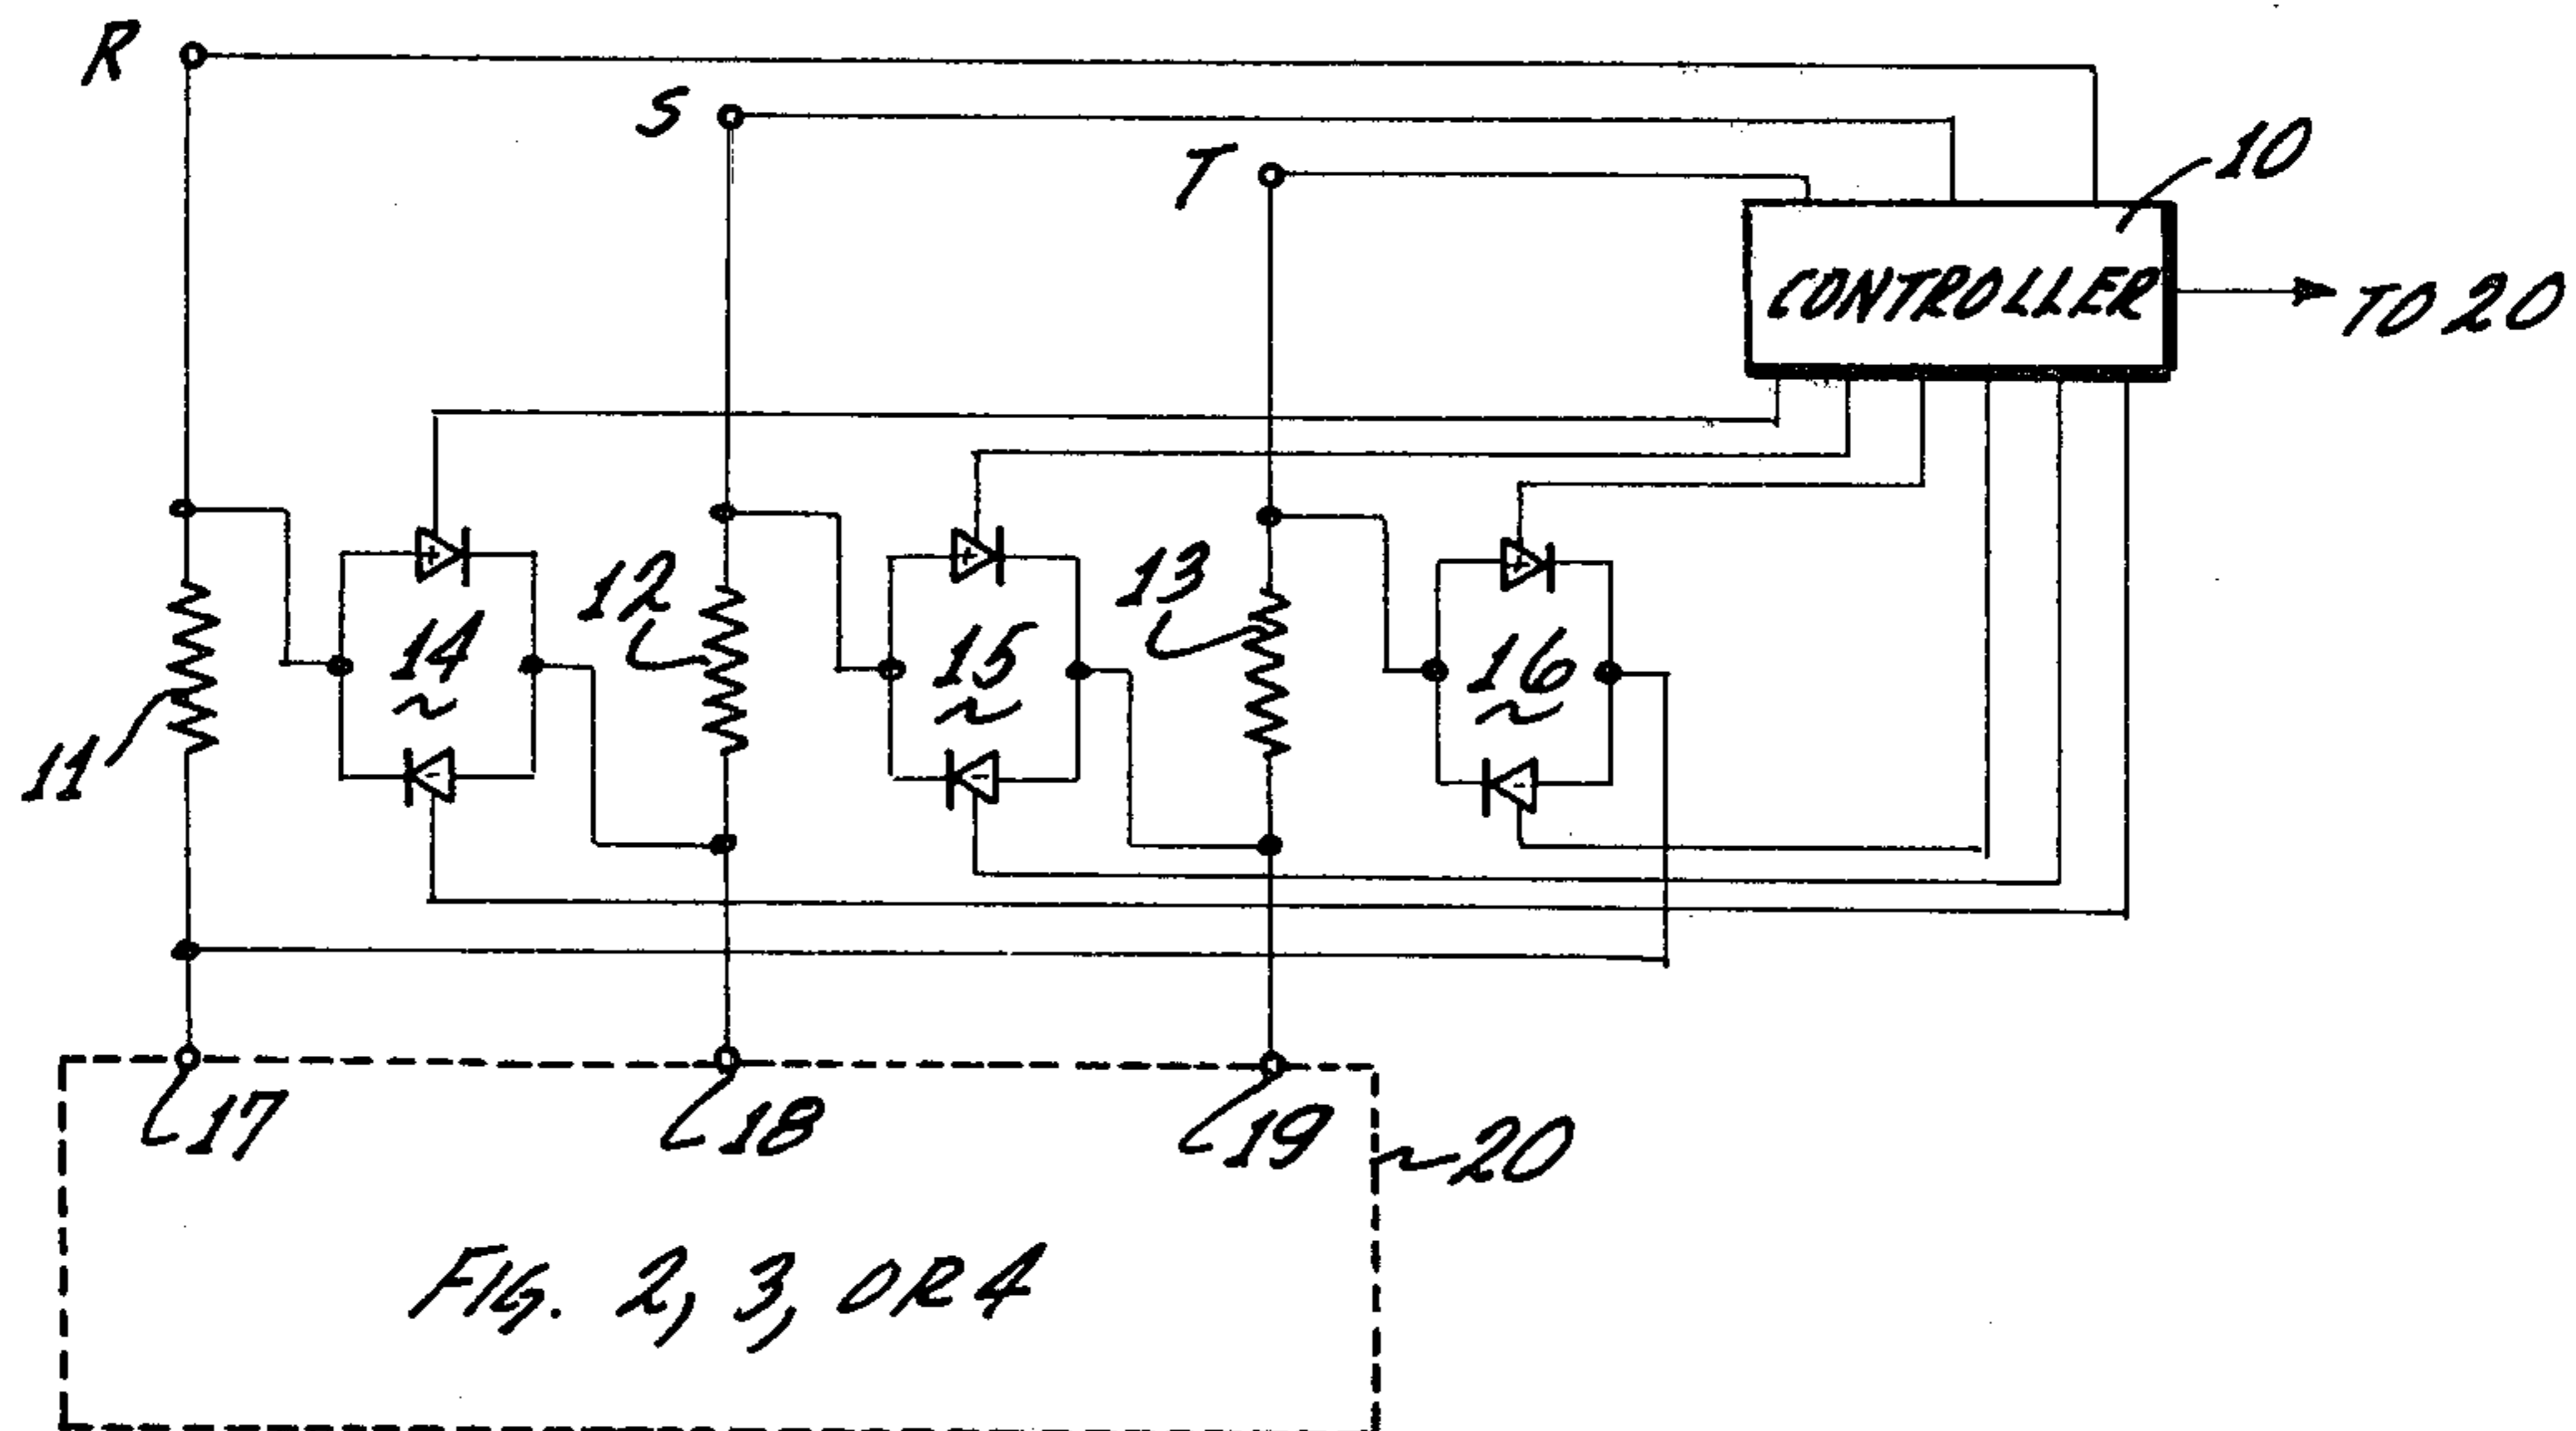 R
S
T
10
CONTROLLER
TO 20
12
13
+
+
+
14
15
16
11
-
-
-
17
18
19
20
FIG. 2, 3, OR 4